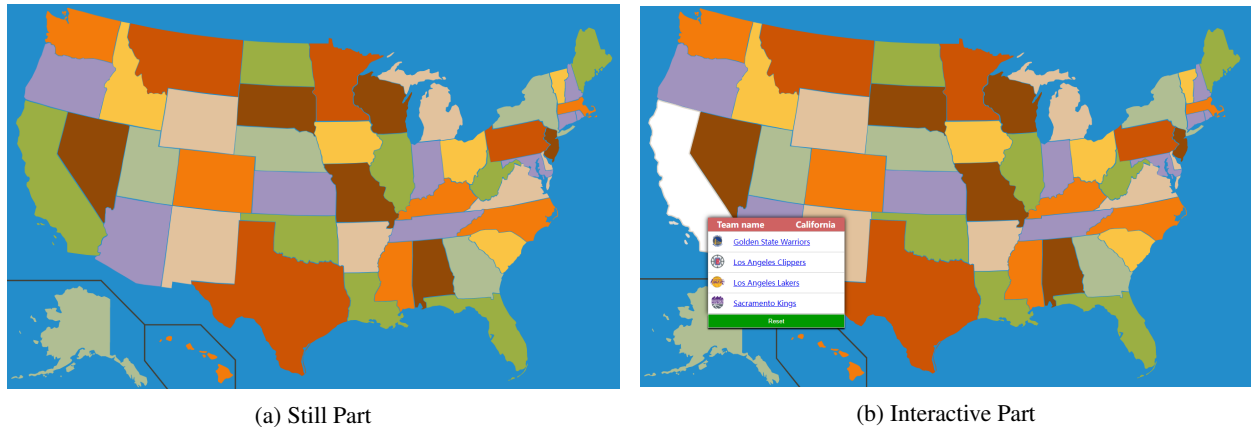 Team name California
Golden State Warriors
Los Angeles Clippers
Los Angeles Lakers
Sacramento Kings
Reset
(a) Still Part
(b) Interactive Part